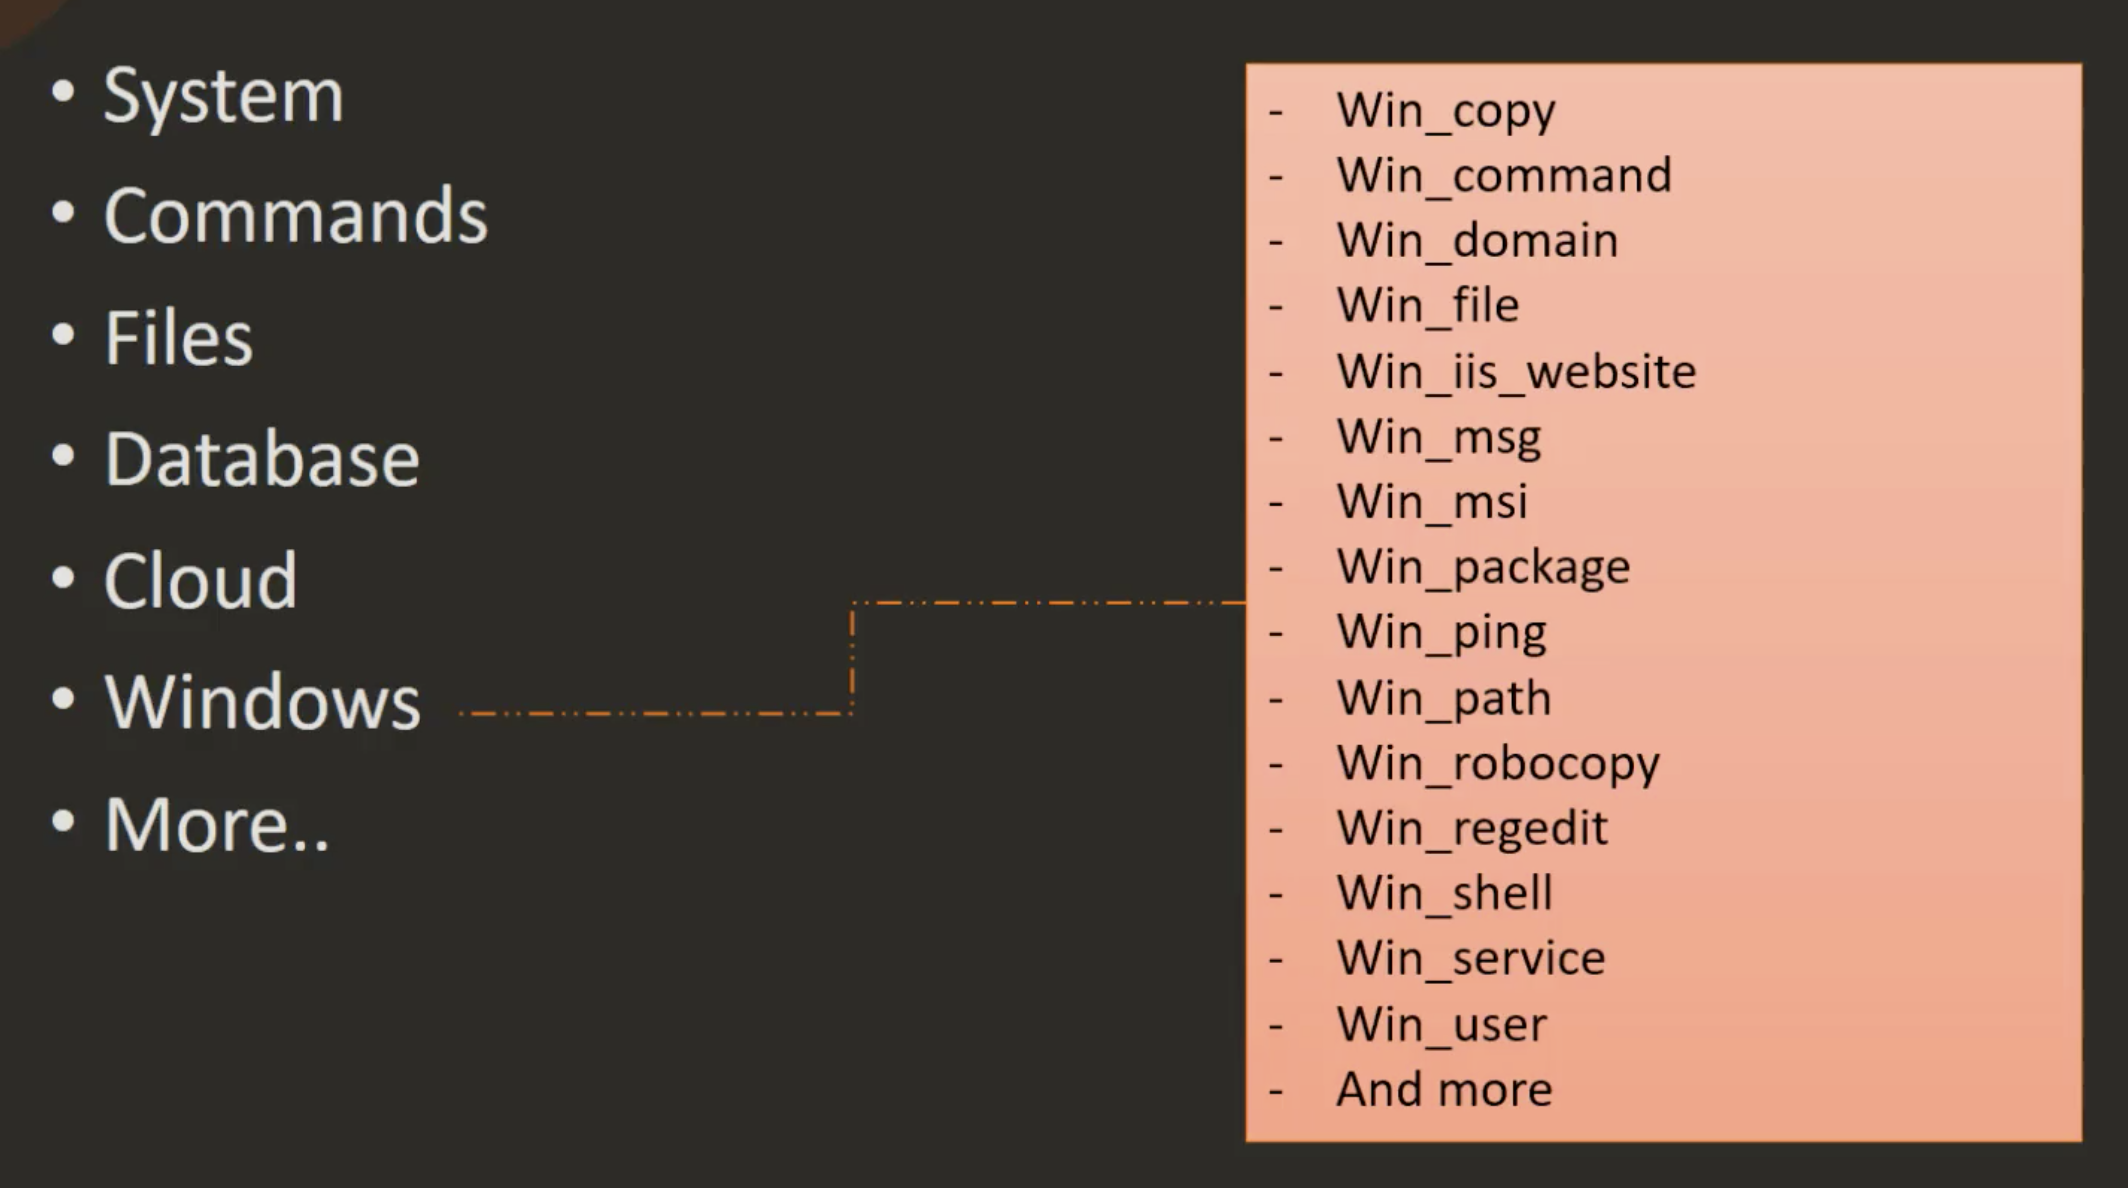 • System
• Commands
• Files
• Database
• Cloud
• Windows
• More..
- Win_copy
- Win_command
- Win_domain
- Win_file
- Win_iis_website
- Win_msg
- Win_msi
- Win_package
- Win_ping
- Win_path
- Win_robocopy
- Win_regedit
- Win_shell
- Win_service
- Win_user
- And more